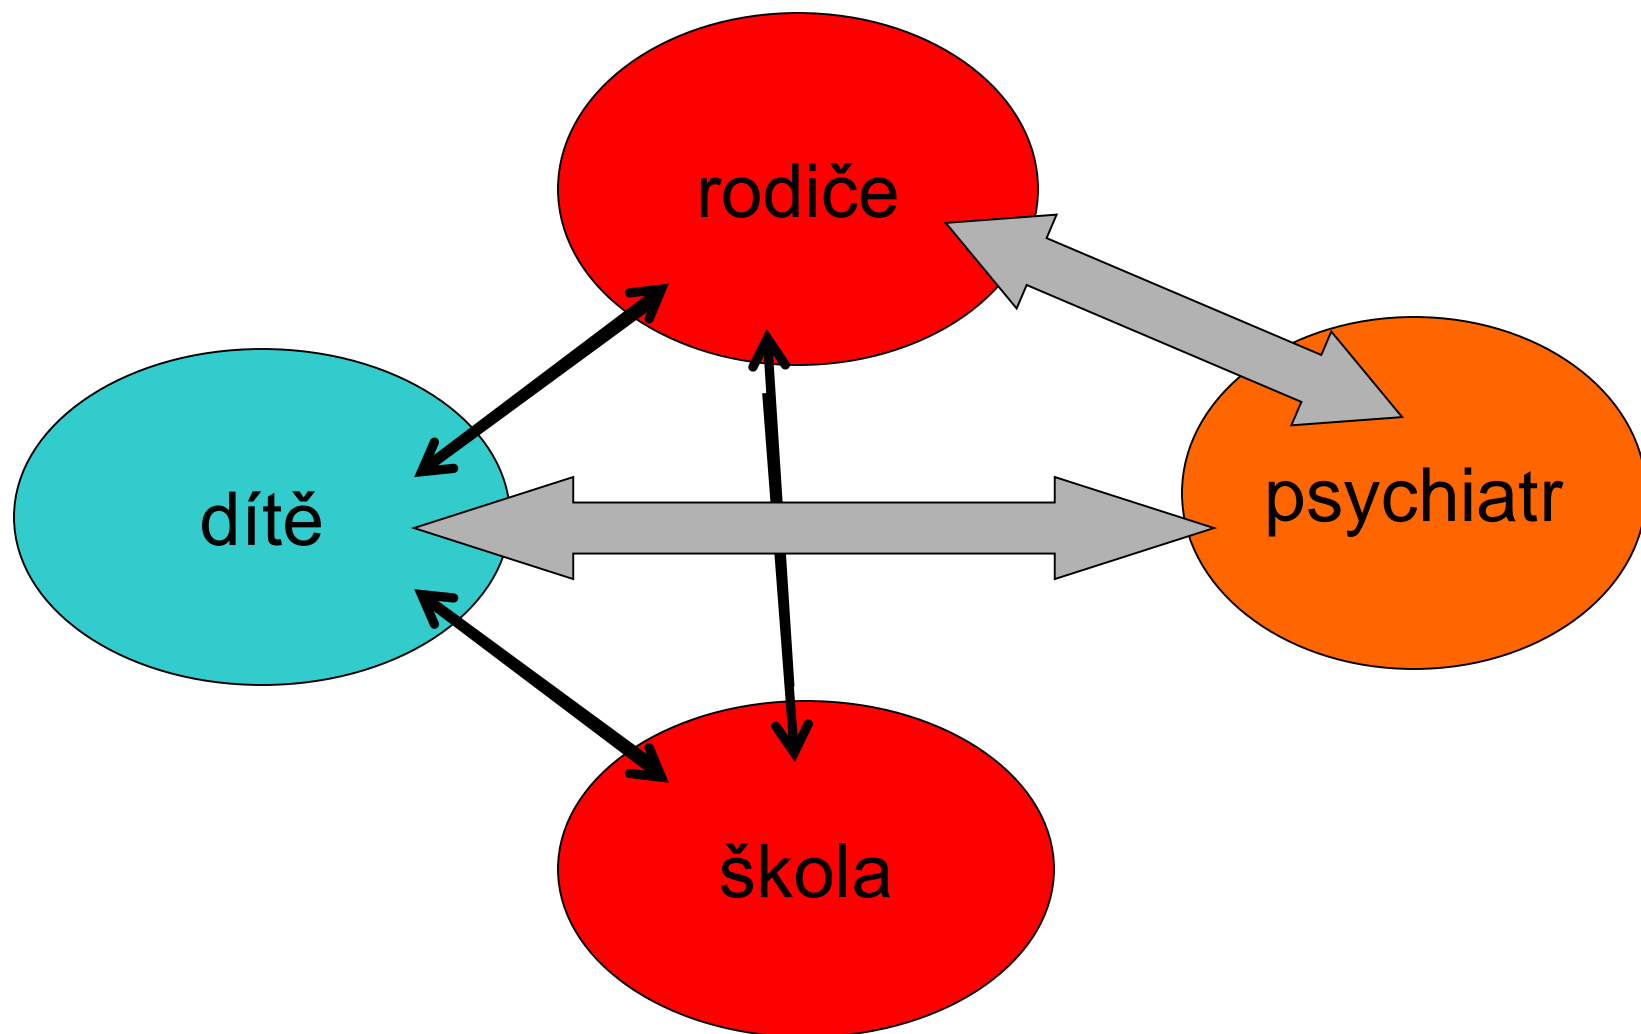 rodiče
dítě
psychiatr
škola